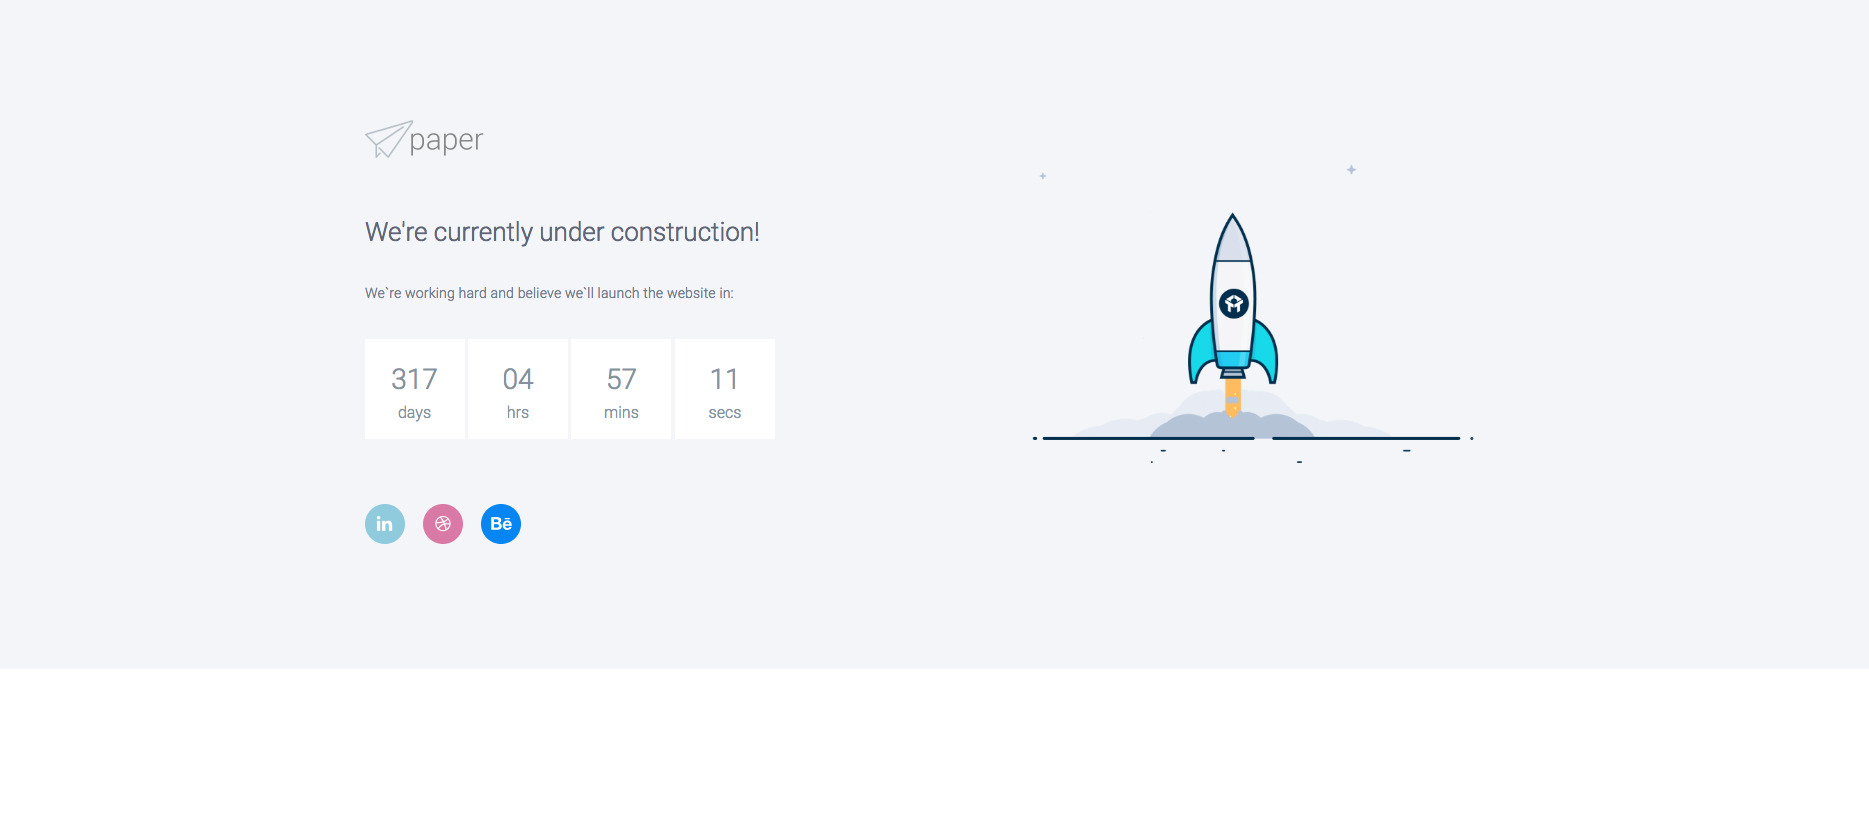 paper
We're currently under construction!
We`re working hard and believe we`ll launch the website in:
317 04 57 11
days hrs mins secs
in Bē